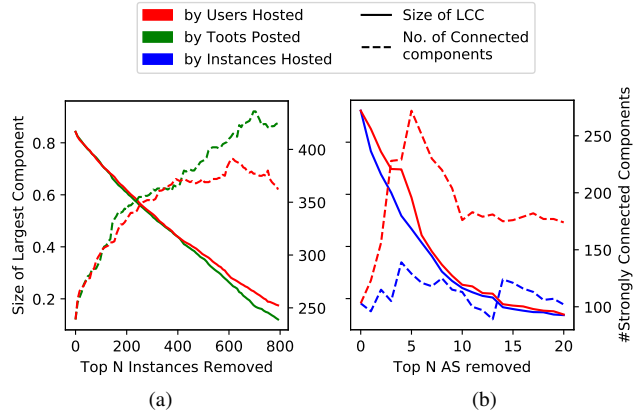 by Users Hosted
by Toots Posted
by Instances Hosted
Size of LCC
No. of Connected
components
Size of Largest Component
0.8
0.6
0.4
0.2
400
350
300
250
0 200 400 600 800
Top N Instances Removed
(a)
250
200
150
100
#Strongly Connected Components
0 5 10 15 20
Top N AS removed
(b)